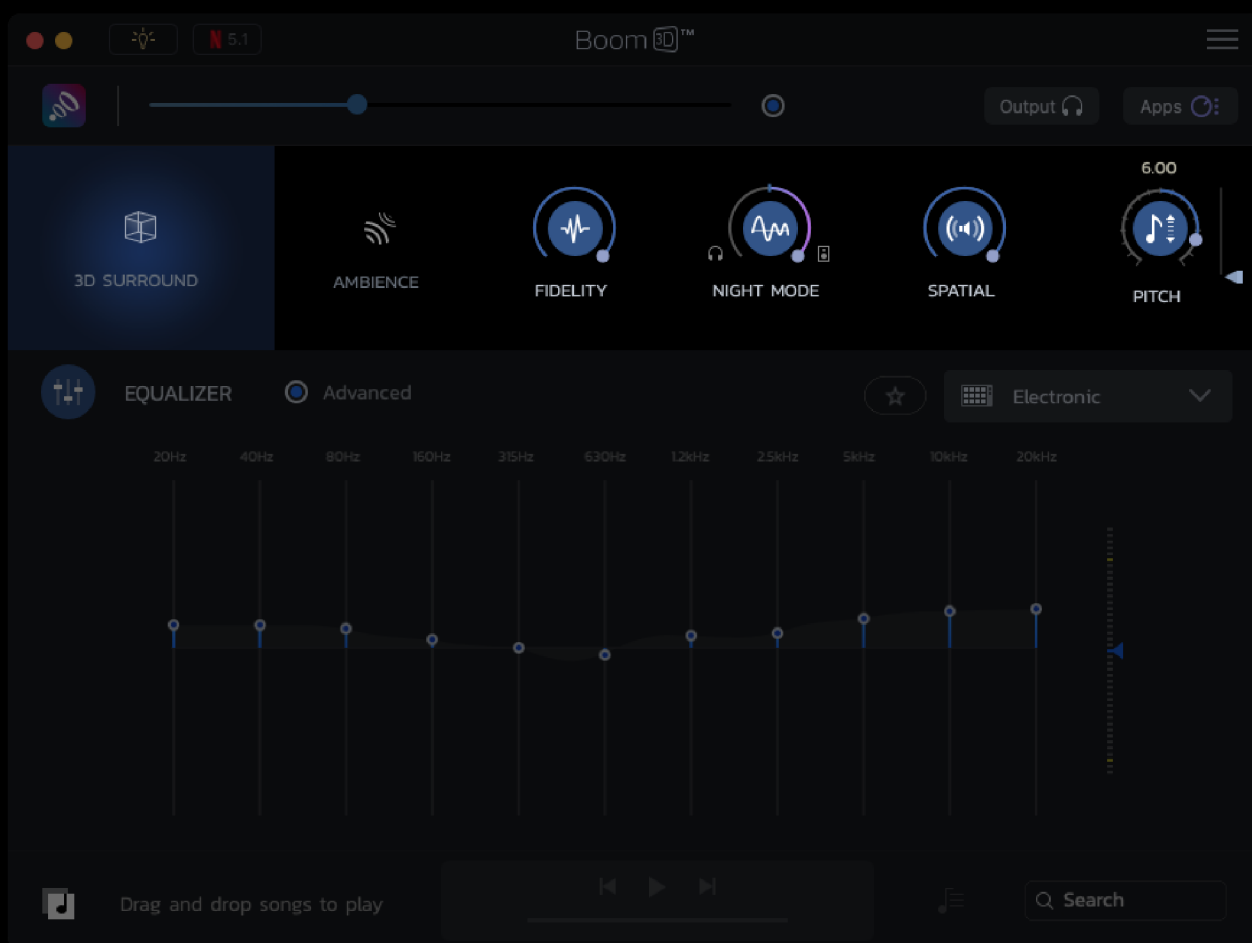 N 5.1
Boom 3D™
Output
Apps
6.00
3D SURROUND
AMBIENCE
FIDELITY
NIGHT MODE
SPATIAL
PITCH
EQUALIZER
Advanced
Electronic
20Hz 40Hz 80Hz 160Hz 315Hz 630Hz 1.2kHz 2.5kHz 5kHz 10kHz 20kHz
Drag and drop songs to play
Search